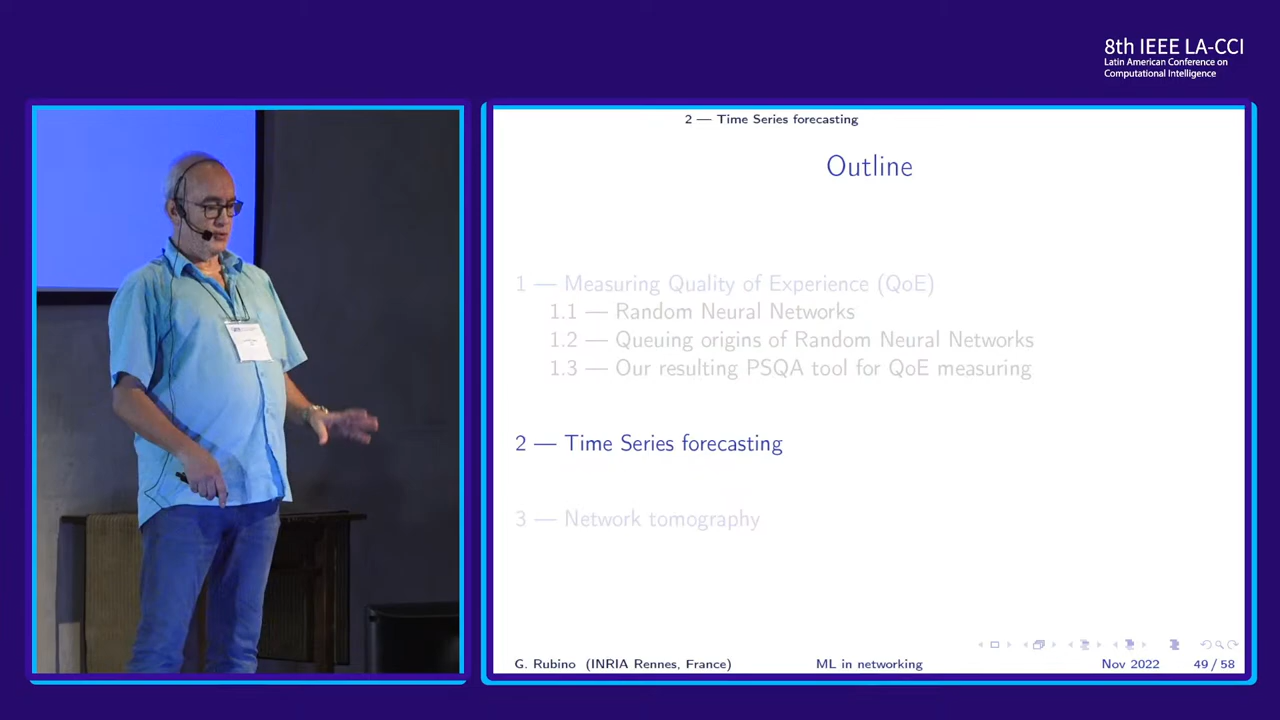 8th IEEE LA-CCI
Latin American Conference on
Computational Intelligence
2 — Time Series forecasting
Outline
1 — Measuring Quality of Experience (QoE)
1.1 — Random Neural Networks
1.2 — Queuing origins of Random Neural Networks
1.3 — Our resulting PSQA tool for QoE measuring
2 — Time Series forecasting
3 — Network tomography
G. Rubino (INRIA Rennes, France) ML in networking Nov 2022 49 / 58